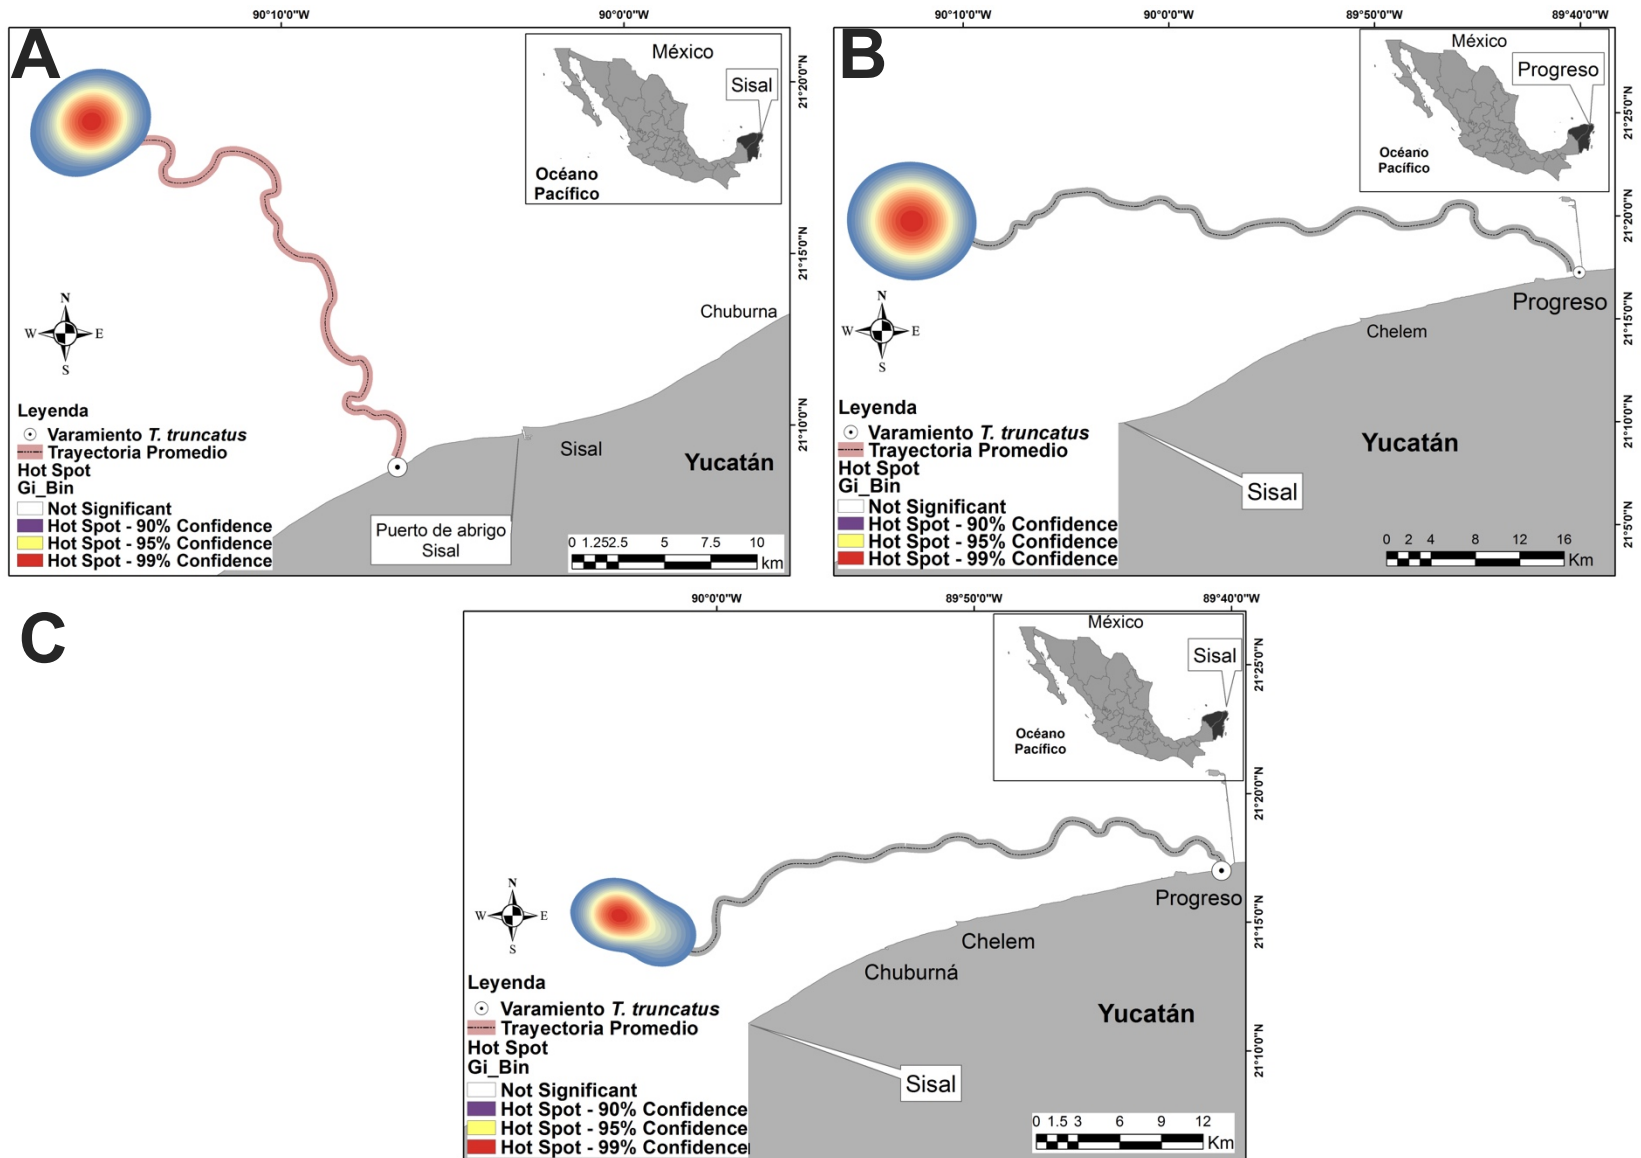 A
90°10'0"W
90°0'0"W
México
Sisal
Océano
Pacífico
21°20'0"N
21°15'0"N
21°10'0"N
Chuburna
N
W
E
S
Leyenda
Varamiento T. truncatus
Trayectoria Promedio
Hot Spot
Gi_Bin
Not Significant
Hot Spot - 90% Confidence
Hot Spot - 95% Confidence
Hot Spot - 99% Confidence
Sisal
Yucatán
Puerto de abrigo
Sisal
0 1.252.5 5 7.5 10
km
B
90°10'0"W
90°0'0"W
89°50'0"W
89°40'0"W
México
Progreso
Océano
Pacífico
21°25'0"N
21°20'0"N
21°15'0"N
21°10'0"N
21°5'0"N
Progreso
Chelem
N
W
E
S
Leyenda
Varamiento T. truncatus
Trayectoria Promedio
Hot Spot
Gi_Bin
Not Significant
Hot Spot - 90% Confidence
Hot Spot - 95% Confidence
Hot Spot - 99% Confidence
Yucatán
Sisal
0 2 4 8 12 16
Km
C
90°0'0"W
89°50'0"W
89°40'0"W
México
Sisal
Océano
Pacífico
21°25'0"N
21°20'0"N
21°15'0"N
21°10'0"N
Progreso
Chelem
Chuburná
N
W
E
S
Leyenda
Varamiento T. truncatus
Trayectoria Promedio
Hot Spot
Gi_Bin
Not Significant
Hot Spot - 90% Confidence
Hot Spot - 95% Confidence
Hot Spot - 99% Confidence
Yucatán
Sisal
0 1.5 3 6 9 12
Km